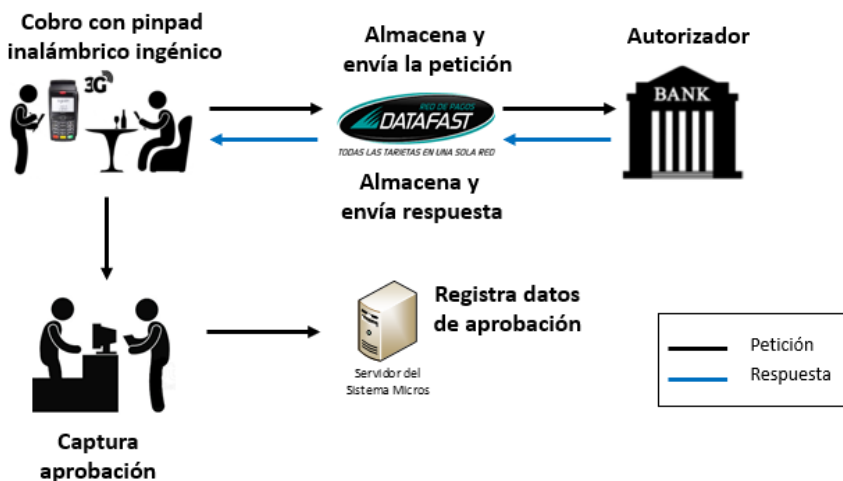 Cobro con pinpad
inalámbrico ingénico
3G
Almacena y
envía la petición
Autorizador
RED DE PAGOS
DATAFAST
TODAS LAS TARJETAS EN UNA SOLA RED
BANK
Almacena y
envía respuesta
Registra datos
de aprobación
Servidor del
Sistema Micros
Petición
Respuesta
Captura
aprobación